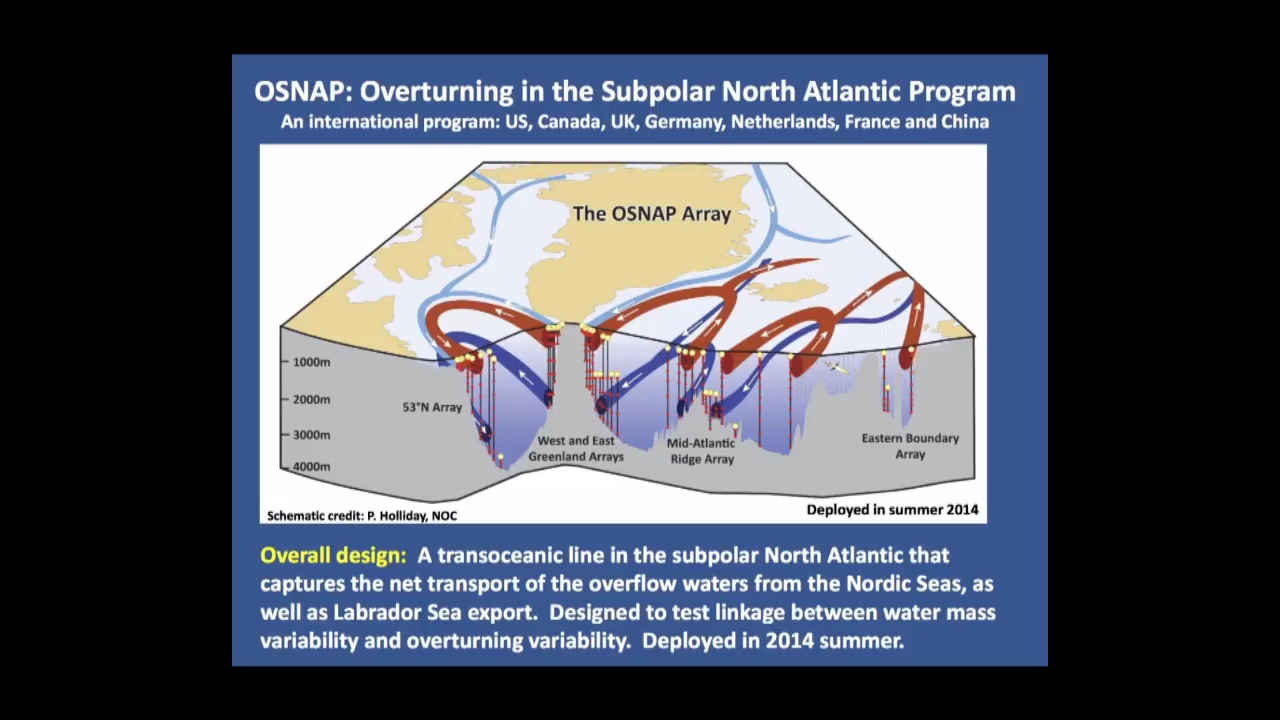 OSNAP: Overturning in the Subpolar North Atlantic Program
An international program: US, Canada, UK, Germany, Netherlands, France and China
The OSNAP Array
1000m
2000m
3000m
4000m
53°N Array
West and East
Greenland Arrays
Mid-Atlantic
Ridge Array
Eastern Boundary
Array
Schematic credit: P. Holliday, NOC
Deployed in summer 2014
Overall design: A transoceanic line in the subpolar North Atlantic that
captures the net transport of the overflow waters from the Nordic Seas, as
well as Labrador Sea export. Designed to test linkage between water mass
variability and overturning variability. Deployed in 2014 summer.